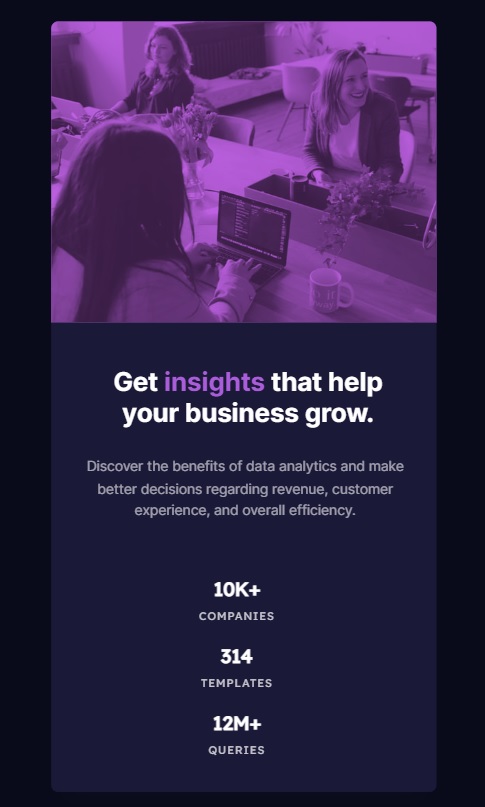 Get insights that help
your business grow.
Discover the benefits of data analytics and make
better decisions regarding revenue, customer
experience, and overall efficiency.
10K+
COMPANIES
314
TEMPLATES
12M+
QUERIES